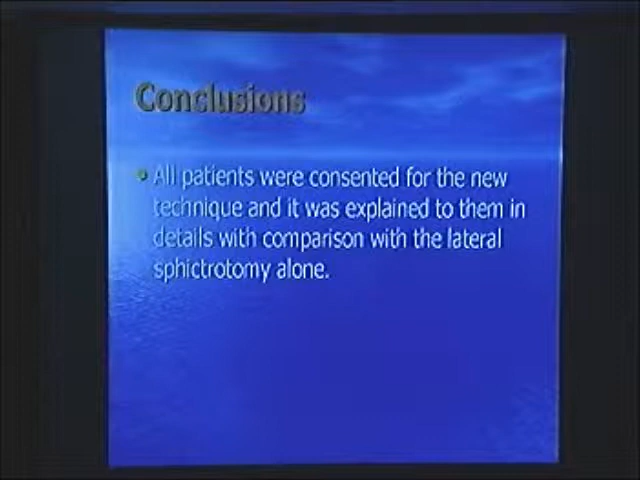 Conclusions
• All patients were consented for the new
technique and it was explained to them in
details with comparison with the lateral
sphictrotomy alone.